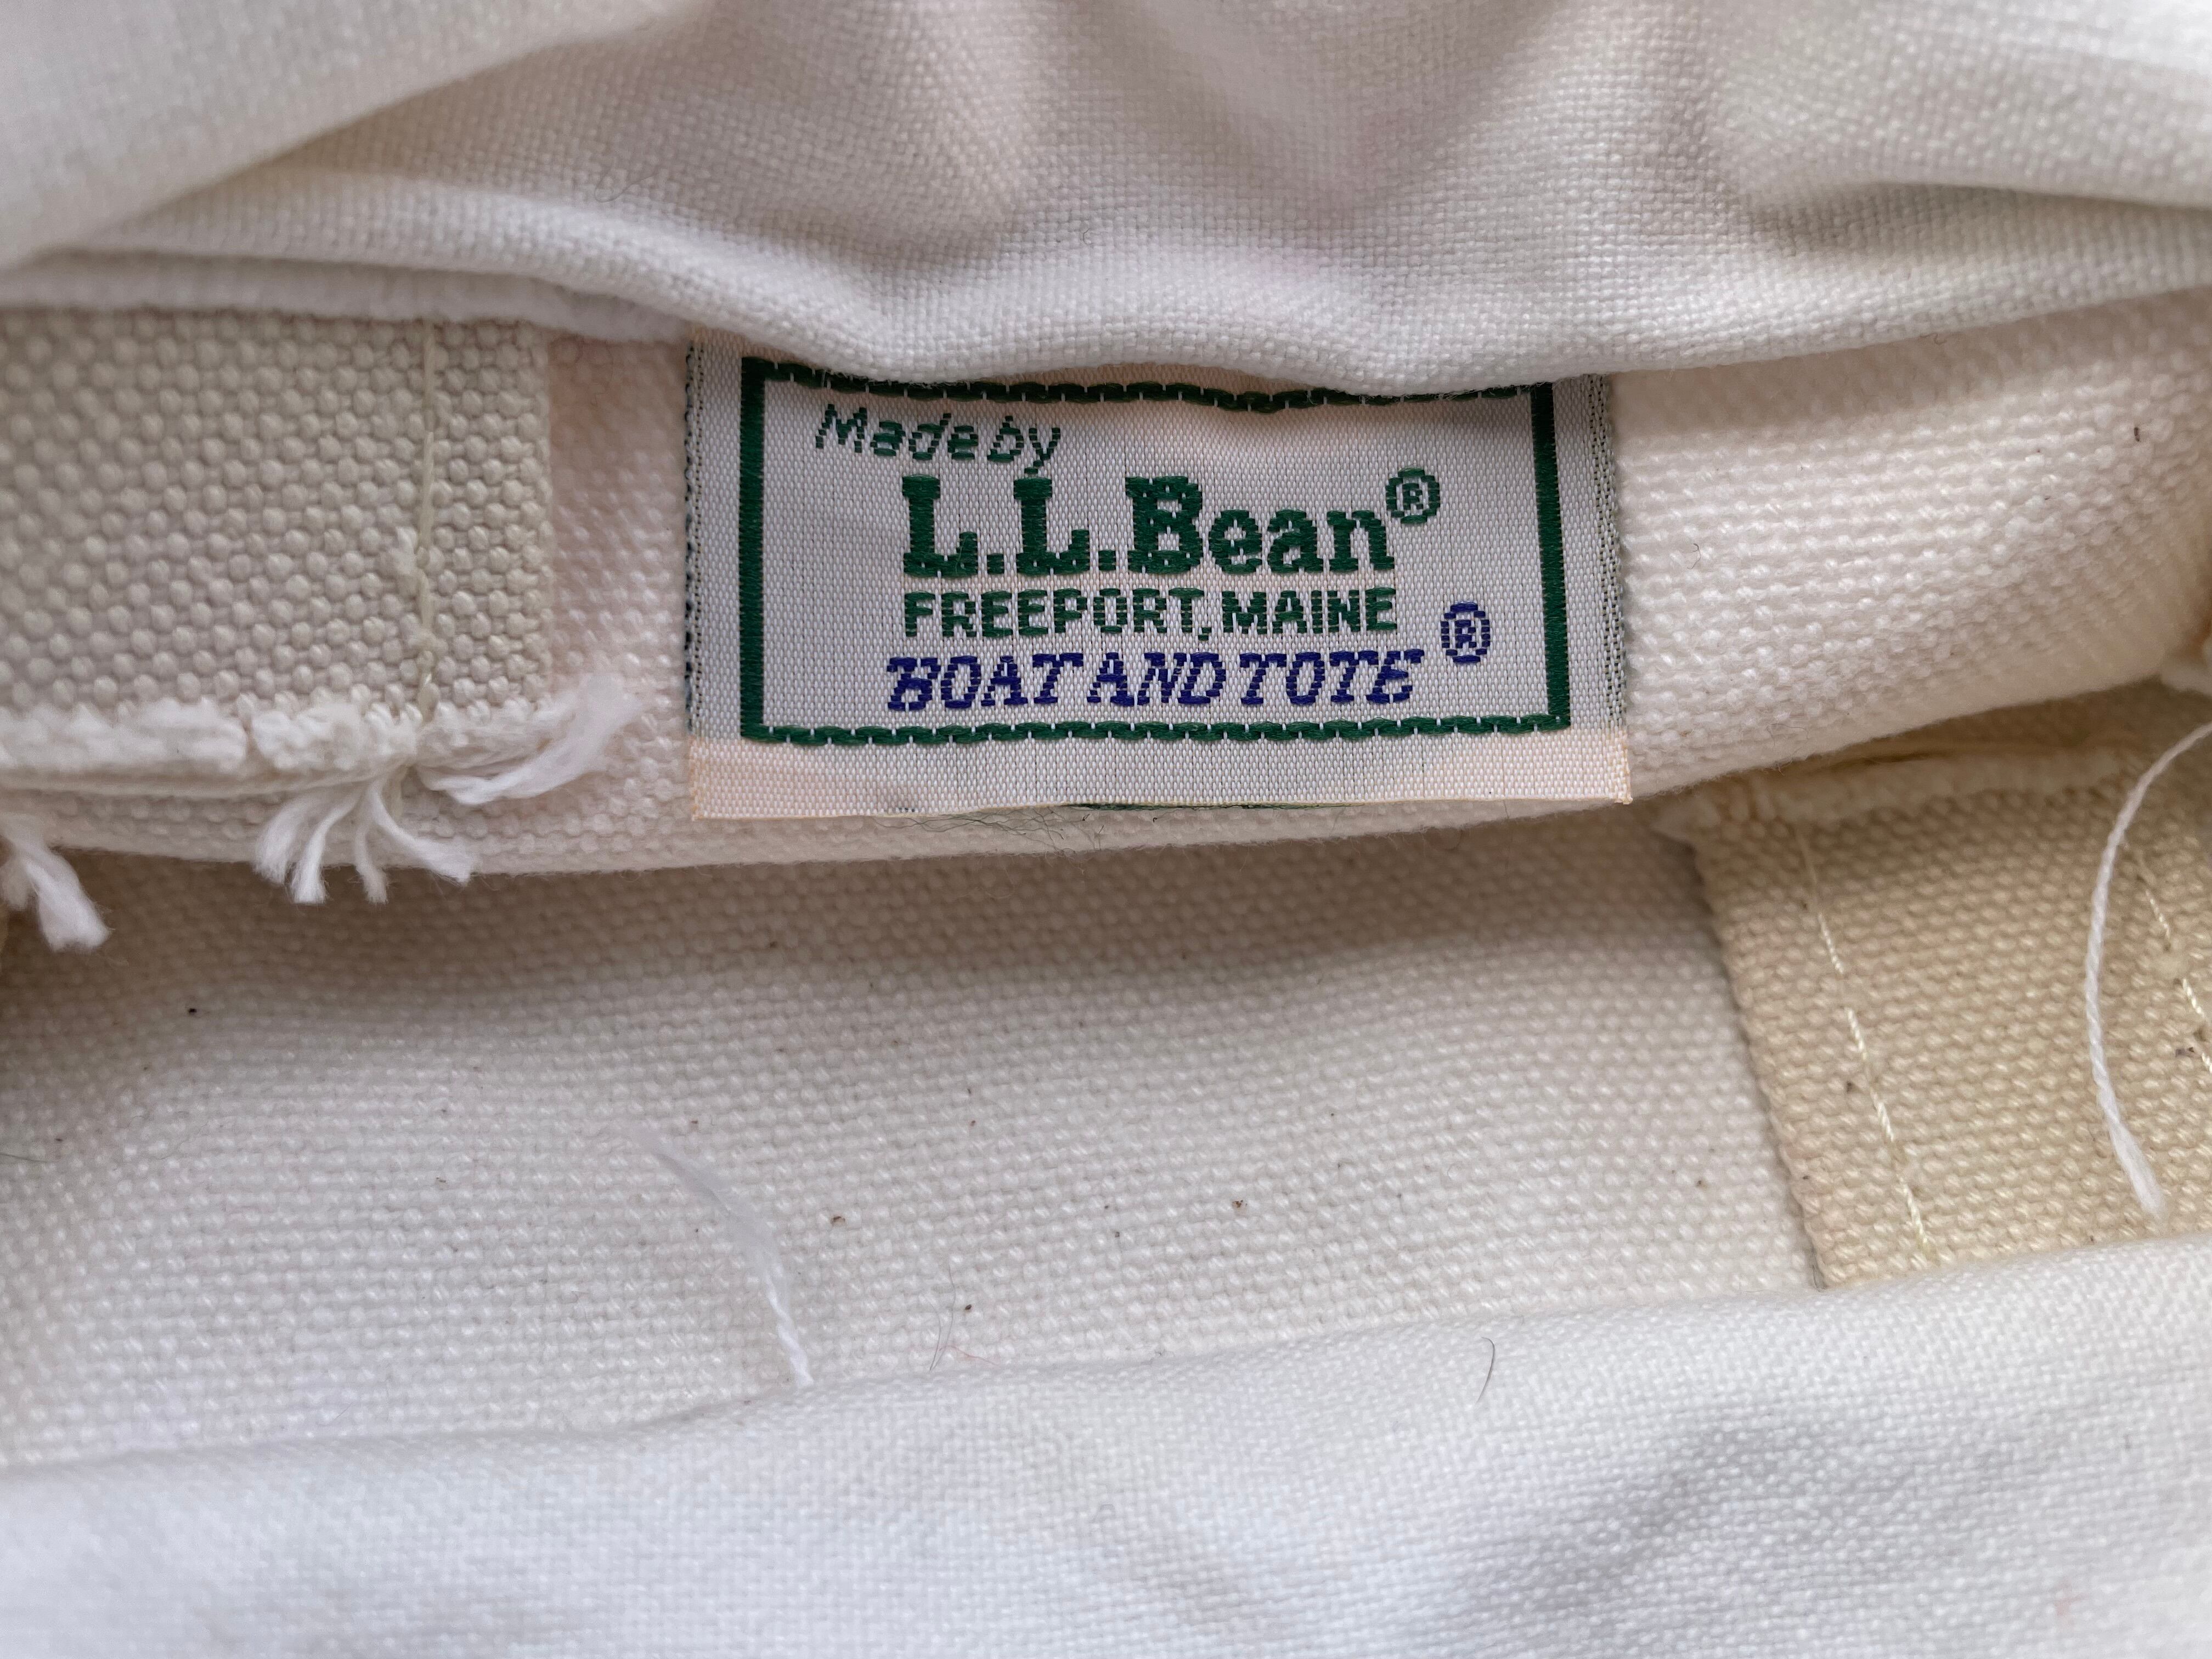 Made by
L.L.Bean®
FREEPORT, MAINE
BOAT AND TOTE®